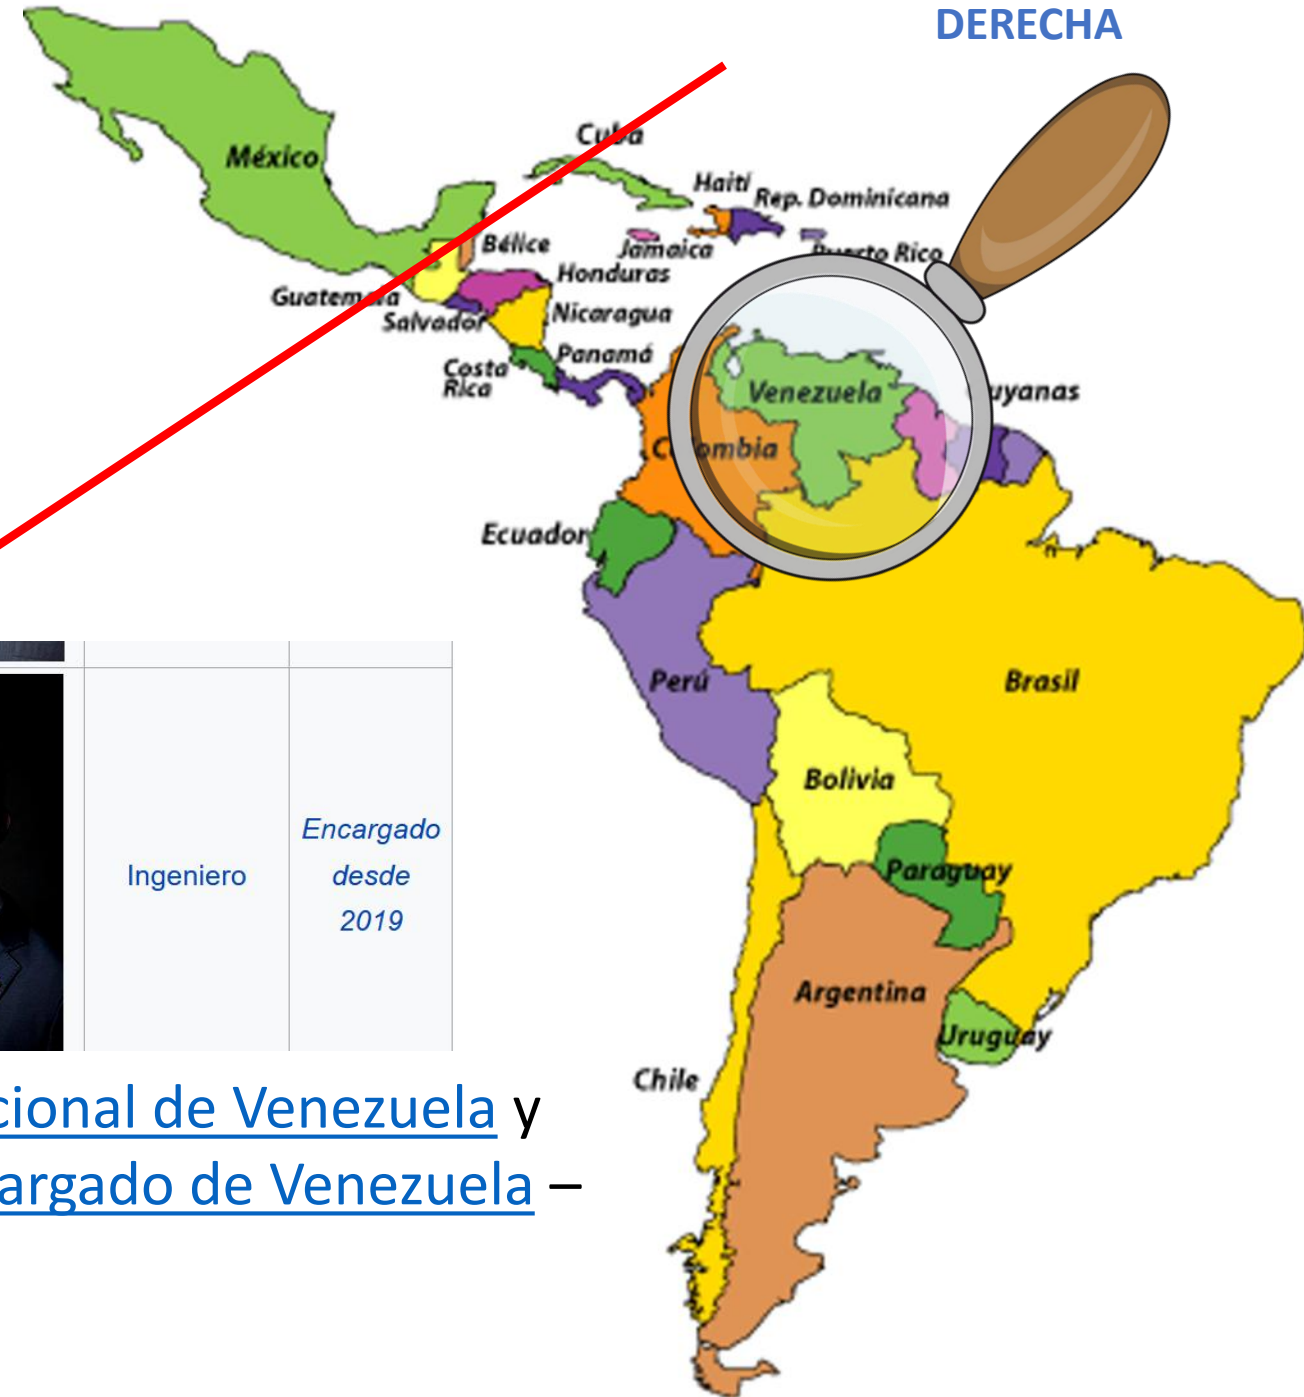 DERECHA
Cuba
México
Haití
Rep. Dominicana
Bélice
Jamaica
Puerto Rico
Honduras
Guatemala
Nicaragua
Salvador
Panamá
Costa
Rica
Venezuela
uyanas
Colombia
Ecuador
Perú
Brasil
Bolivia
Encargado
desde
2019
Ingeniero
Paraguay
Argentina
Uruguay
Chile
cional de Venezuela y
argado de Venezuela –